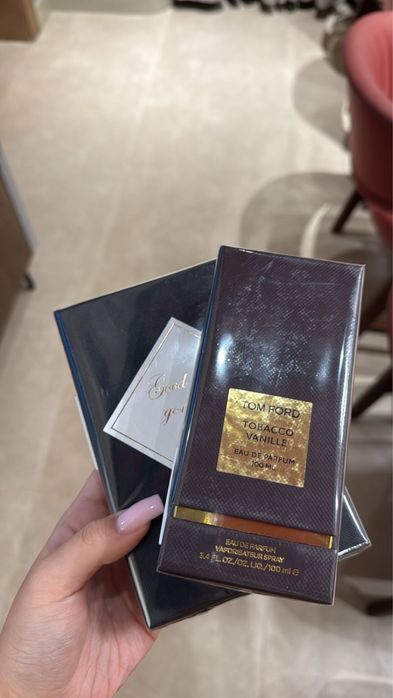 Good
TOM FORD
TOBACCO
VANILLE
EAU DE PARFUM
100 ML
EAU DE PARFUM
VAPORISATEUR SPRAY
3.4 FL.OZ./OZ. LIQ./100 ml e